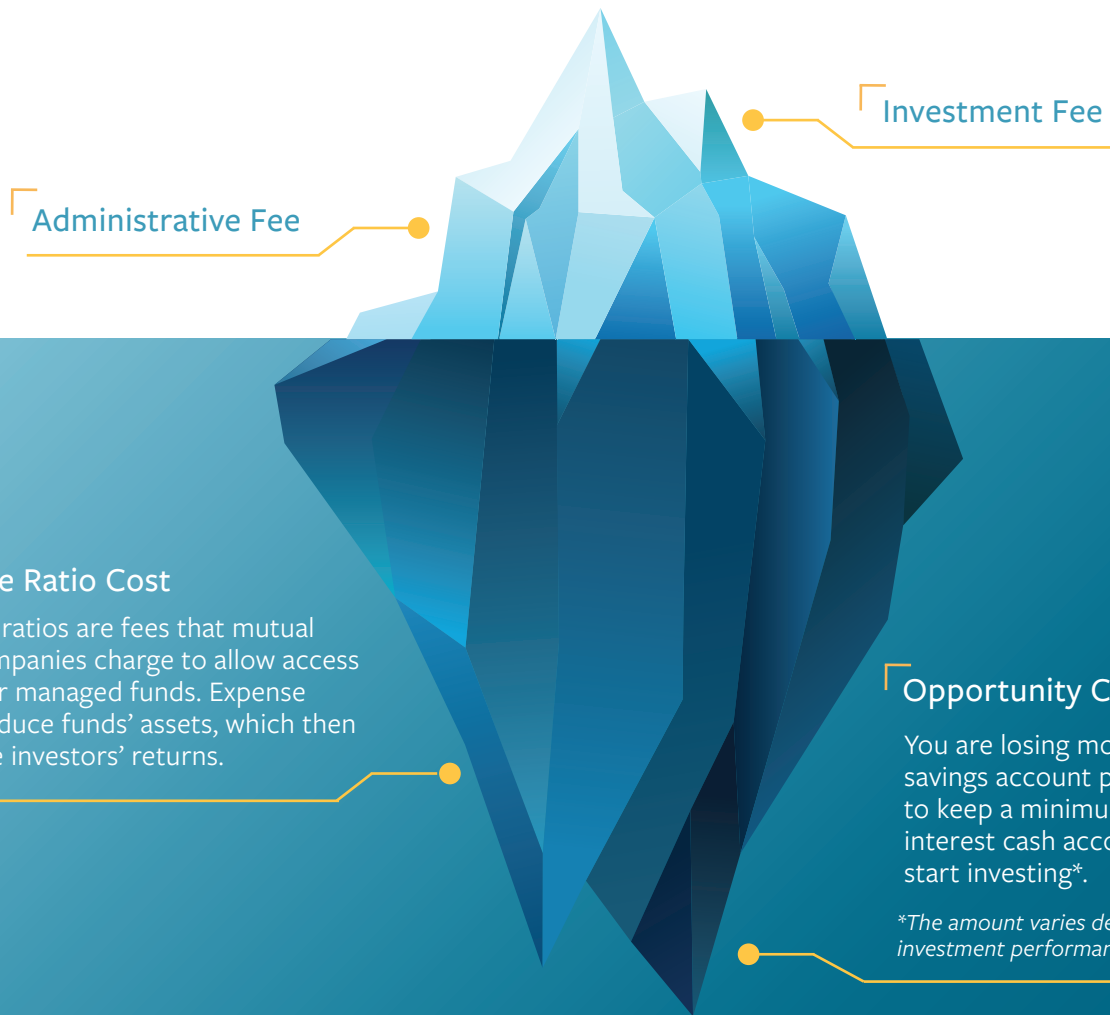 Investment Fee
Administrative Fee
e Ratio Cost
ratios are fees that mutual
mpanies charge to allow access
r managed funds. Expense
duce funds’ assets, which then
e investors’ returns.
Opportunity C
You are losing mo
savings account p
to keep a minimu
interest cash acco
start investing*.
*The amount varies de
investment performan